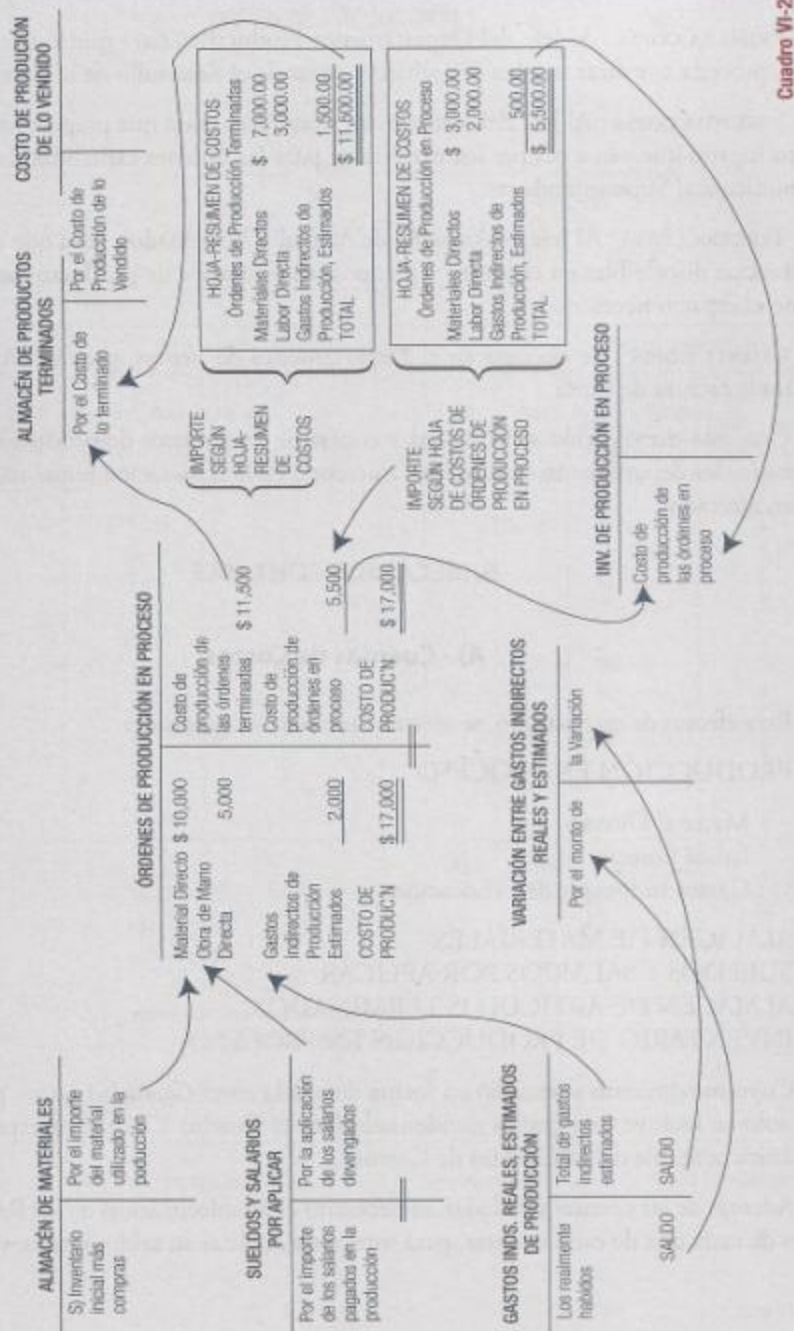 ALMACÉN DE MATERIALES
S) Inventario
inicial más
compras
Por el importe
del material
utilizado en la
poducción
SUELDOS Y SALARIOS
POR APLICAR
Por el importe
de los salarios
pagados en la
producción
Por la aplicación
de los salarios
devengados
GASTOS INDS. REALES, ESTIMADOS
DE PRODUCCIÓN
Los realmente
habidos
Total de gastos
indirectos
estimados
SALDO
SALDO
ÓRDENES DE PRODUCCIÓN EN PROCESO
Material Directo $ 10,000
Obra de Mamo
Directa 5,000
Gastos
Indirectos de
Producción
Estimados 2,000
COSTO DE
PRODUC'N $ 17,000
Costo de
producción de
las órdenes
terminadas $ 11,500
Costo de
producción de
órdenes en
proceso 5,500
COSTO DE
PRODUC'N $ 17,000
VARIACIÓN ENTRE GASTOS INDIRECTOS
REALES Y ESTIMADOS
Por el monto de la Variación
ALMACÉN DE PRODUCTOS
TERMINADOS
Por el Costo de
lo terminado
Por el Costo de
Producción de lo
Vendido
COSTO DE PRODUCIÓN
DE LO VENDIDO
IMPORTE
SEGÚN
HOJA
RESUMEN
DE
COSTOS
HOJA-RESUMEN DE COSTOS
Órdenes de Producción Terminadas
Materiales Directos $ 7,000.00
Labor Directa 3,000.00
Gastos Indirectos de
Producción, Estimados 1,500.00
TOTAL $ 11,500.00
IMPORTE
SEGÚN HOJA
DE COSTOS DE
ÓRDENES DE
PRODUCCIÓN
EN PROCESO
HOJA-RESUMEN DE COSTOS
Órdenes de Producción en Proceso
Materiales Directos $ 3,000.00
Labor Directa 2,000.00
Gastos Indirectos de
Producción, Estimados 500.00
TOTAL $ 5,500.00
INV. DE PRODUCCIÓN EN PROCESO
Costo de
producción de
las órdenes en
proceso
Cuadro VI-2